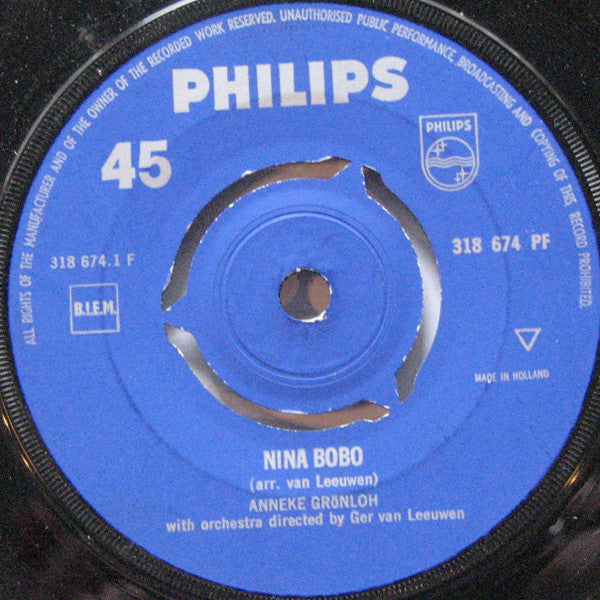 ALL RIGHTS OF THE MANUFACTURER AND OF THE OWNER OF THE RECORDED WORK RESERVED. UNAUTHORISED PUBLIC PERFORMANCE, BROADCASTING AND COPYING OF THIS RECORD PROHIBITED.
PHILIPS
45
PHILIPS
318 674.1 F
318 674 PF
B.I.E.M.
MADE IN HOLLAND
NINA BOBO
(arr. van Leeuwen)
ANNEKE GRÖNLOH
with orchestra directed by Ger van Leeuwen